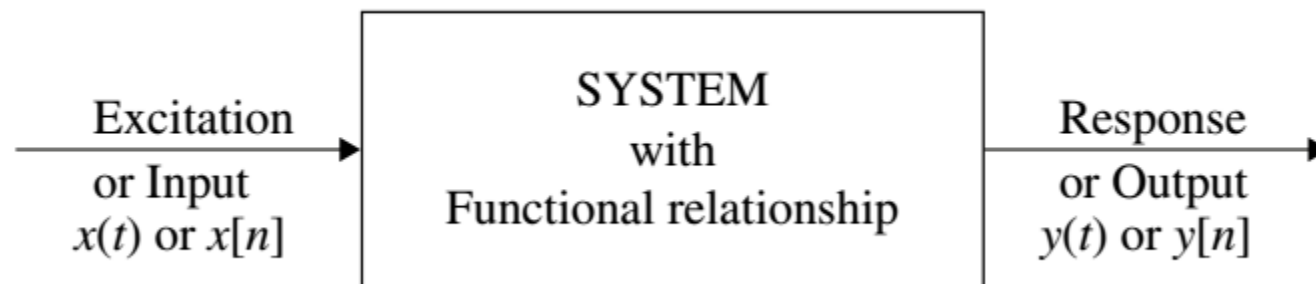 Excitation
or Input
x(t) or x[n]
SYSTEM
with
Functional relationship
Response
or Output
y(t) or y[n]